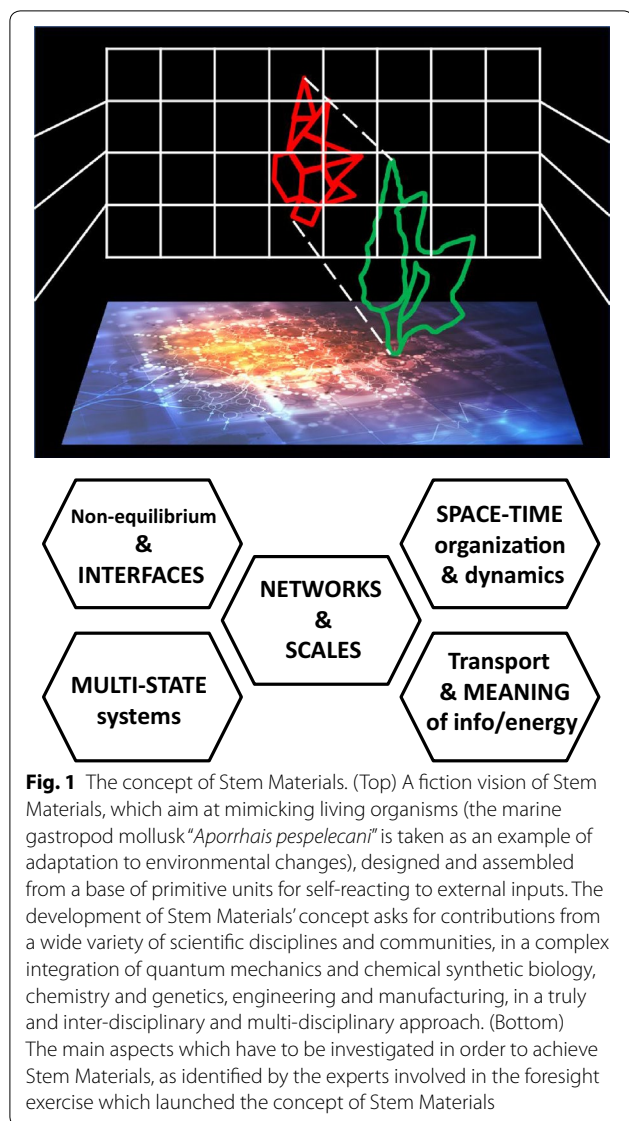 Non-equilibrium
&
INTERFACES
SPACE-TIME
organization
& dynamics
NETWORKS
&
SCALES
MULTI-STATE
systems
Transport
& MEANING
of info/energy
Fig. 1 The concept of Stem Materials. (Top) A fiction vision of Stem
Materials, which aim at mimicking living organisms (the marine
gastropod mollusk “Aporrhais pespelecani” is taken as an example of
adaptation to environmental changes), designed and assembled
from a base of primitive units for self-reacting to external inputs. The
development of Stem Materials’ concept asks for contributions from
a wide variety of scientific disciplines and communities, in a complex
integration of quantum mechanics and chemical synthetic biology,
chemistry and genetics, engineering and manufacturing, in a truly
and inter-disciplinary and multi-disciplinary approach. (Bottom)
The main aspects which have to be investigated in order to achieve
Stem Materials, as identified by the experts involved in the foresight
exercise which launched the concept of Stem Materials